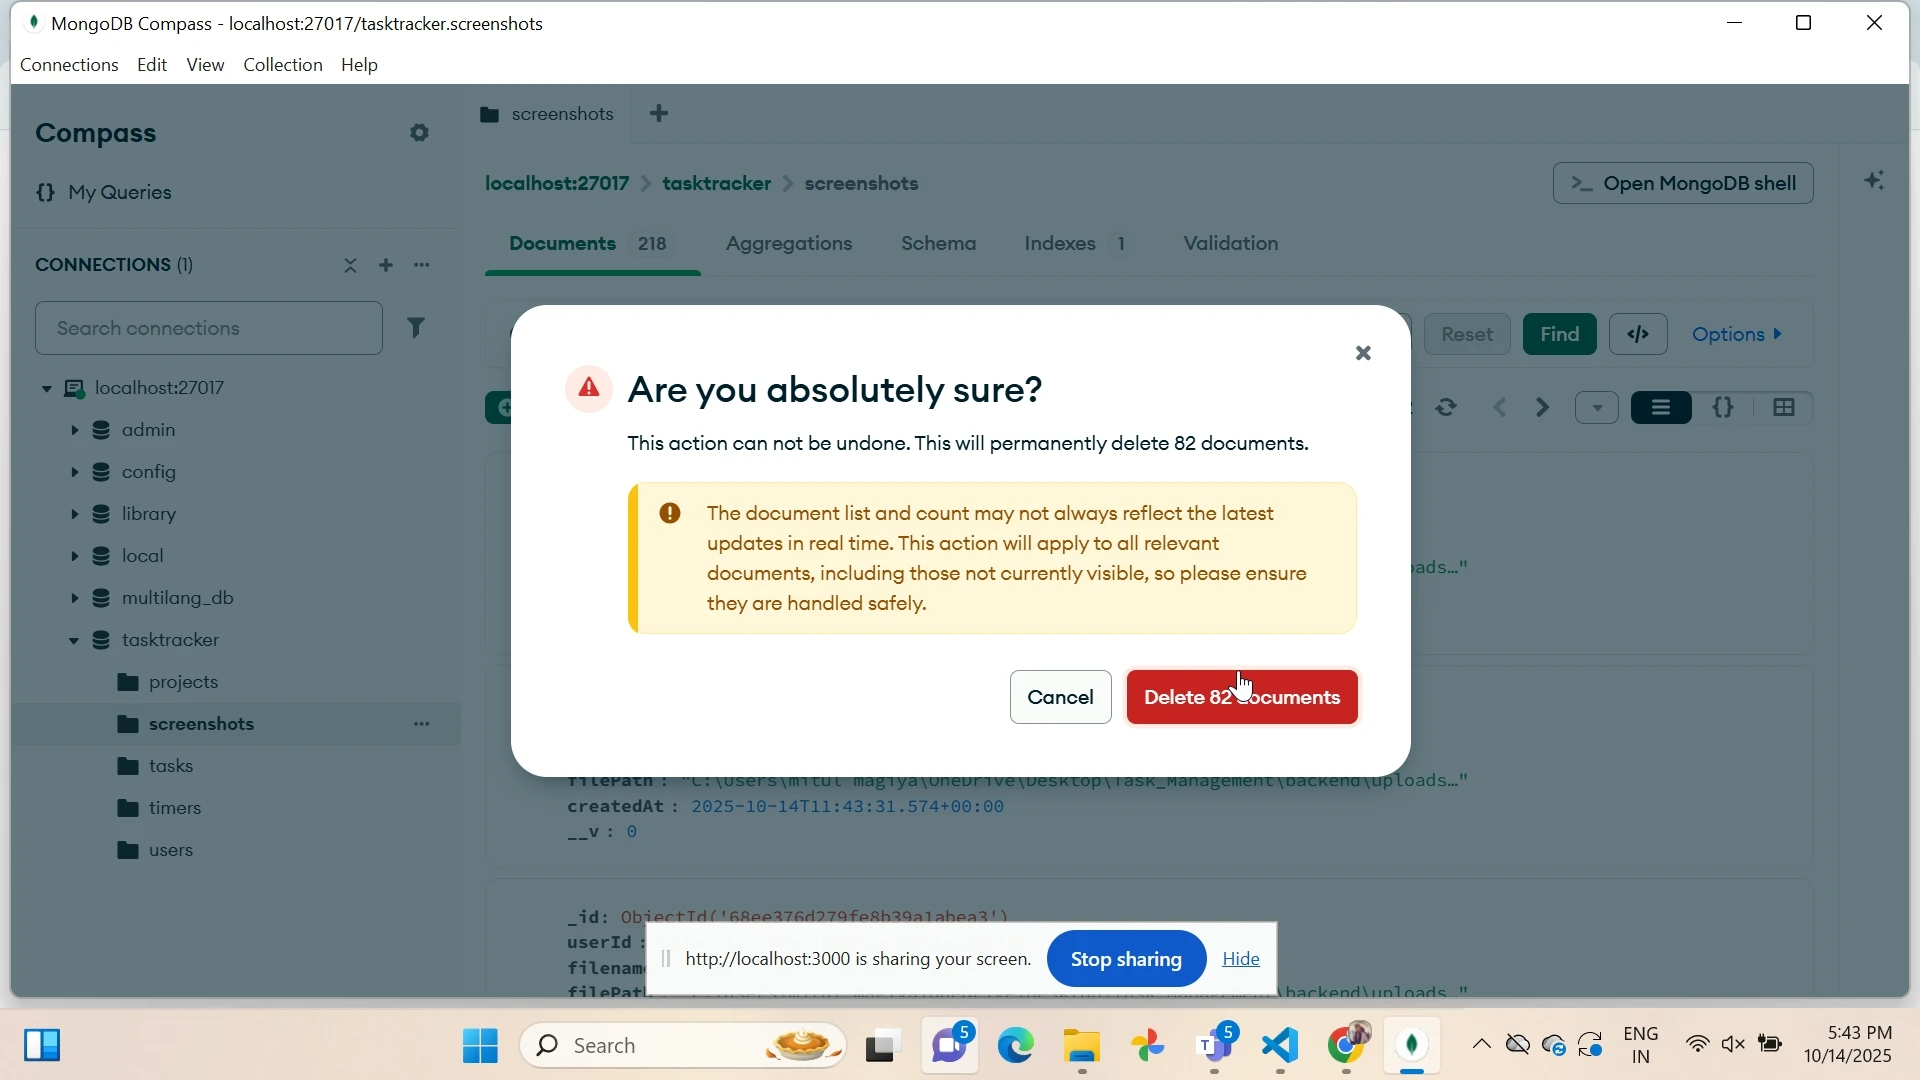 MongoDB Compass - localhost:27017/tasktracker.screenshots
Connections Edit View Collection Help
Compass
My Queries
CONNECTIONS (1)
Search connections
localhost:27017
admin
config
library
local
multilang_db
tasktracker
projects
screenshots
tasks
timers
users
screenshots
localhost:27017 > tasktracker > screenshots
Open MongoDB shell
Documents 218 Aggregations Schema Indexes 1 Validation
Reset Find </> Options
Are you absolutely sure?
This action can not be undone. This will permanently delete 82 documents.
The document list and count may not always reflect the latest
updates in real time. This action will apply to all relevant
documents, including those not currently visible, so please ensure
they are handled safely.
Cancel Delete 82 documents
oads…"
filePath : "C:\Users\mitul magiya\OneDrive\Desktop\Task_Management\backend\uploads…"
createdAt : 2025-10-14T11:43:31.574+00:00
__v : 0
_id: ObjectId('68ee376d279fe8b39a1abea3')
userId :
filename
filePath \backend\uploads…"
http://localhost:3000 is sharing your screen. Stop sharing Hide
Search
5
5
ENG
IN
5:43 PM
10/14/2025